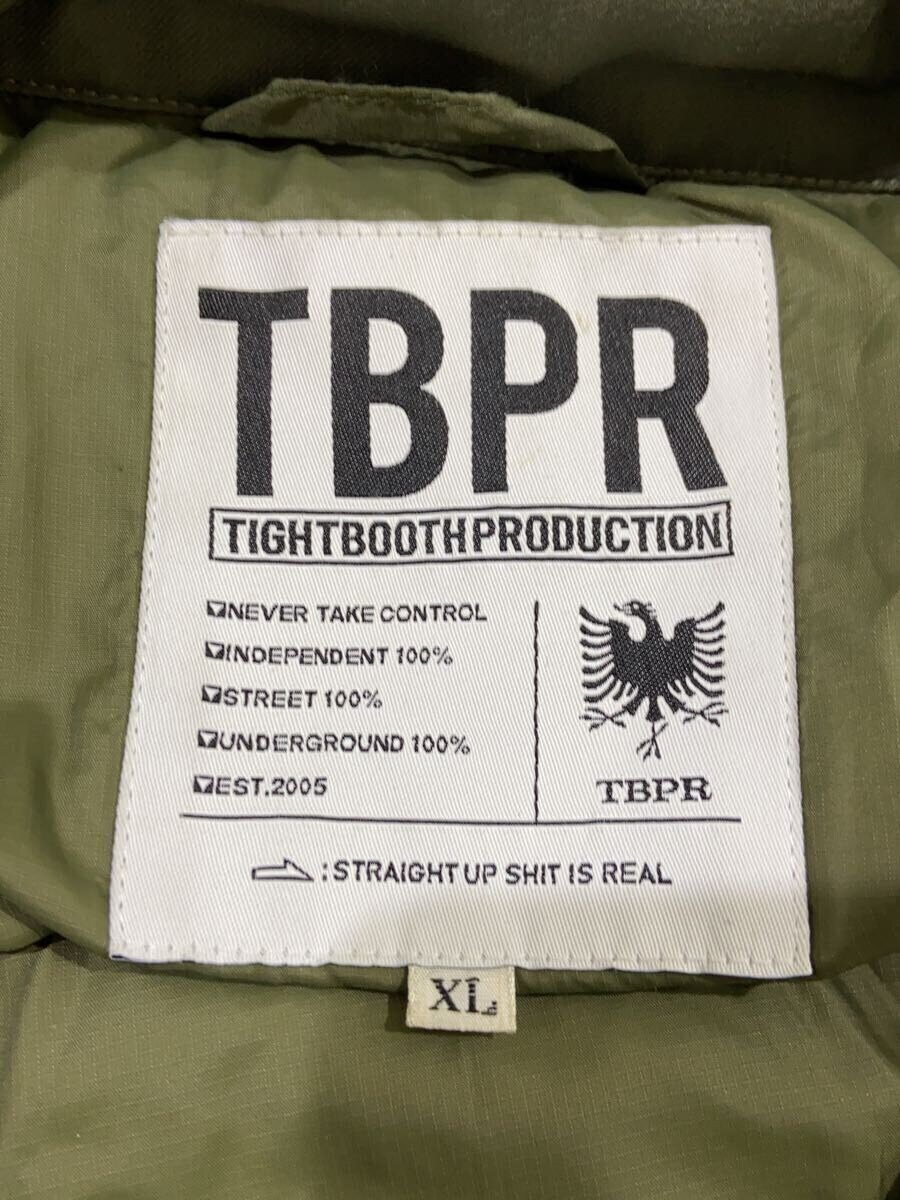 TBPR
TIGHTBOOTHPRODUCTION
NEVER TAKE CONTROL
INDEPENDENT 100%
STREET 100%
UNDERGROUND 100%
EST.2005
TBPR
:STRAIGHT UP SHIT IS REAL
XL